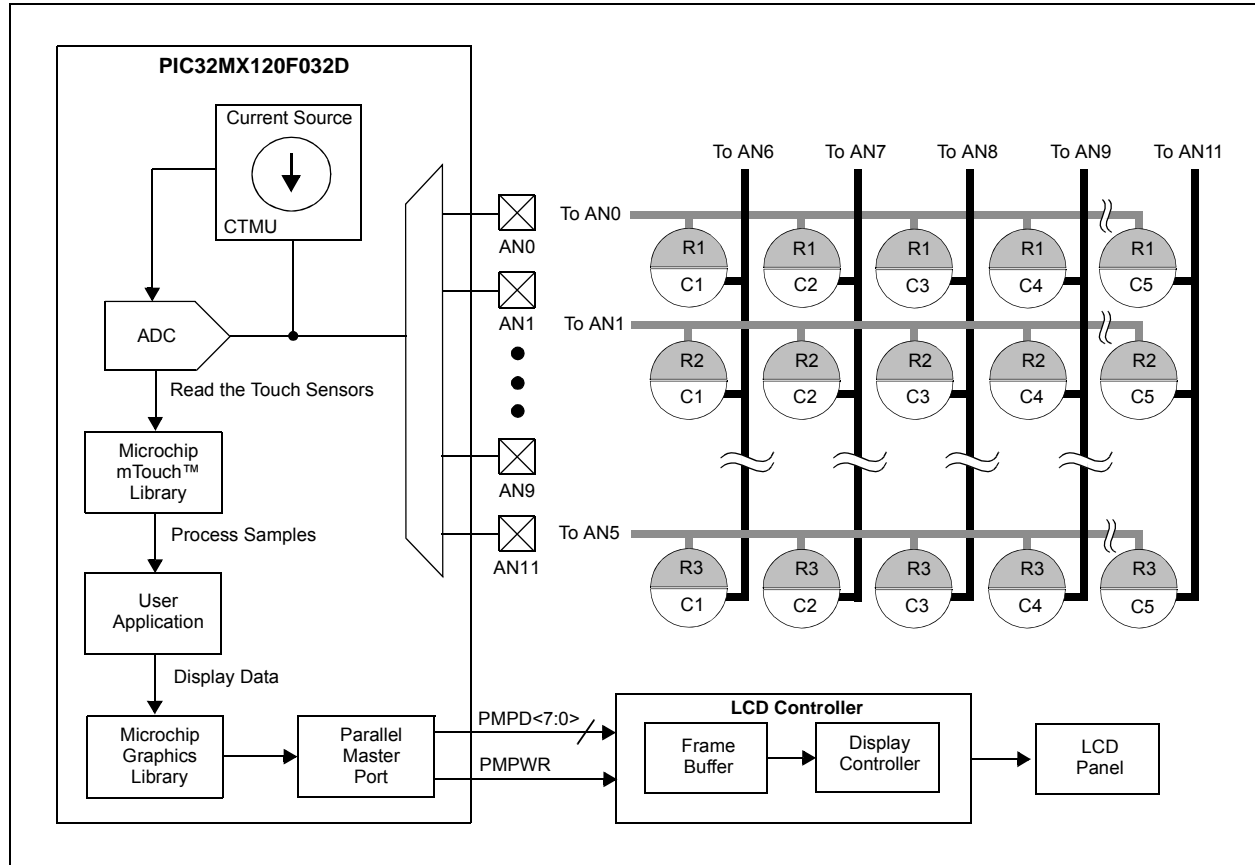 PIC32MX120F032D
Current Source
CTMU
ADC
Read the Touch Sensors
Microchip
mTouch™
Library
Process Samples
User
Application
Display Data
Microchip
Graphics
Library
Parallel
Master
Port
AN0
AN1
AN9
AN11
To AN6
To AN7
To AN8
To AN9
To AN11
To AN0
R1 R1 R1 R1 R1
C1 C2 C3 C4 C5
To AN1
R2 R2 R2 R2 R2
C1 C2 C3 C4 C5
To AN5
R3 R3 R3 R3 R3
C1 C2 C3 C4 C5
PMPD<7:0>
PMPWR
LCD Controller
Frame
Buffer
Display
Controller
LCD
Panel